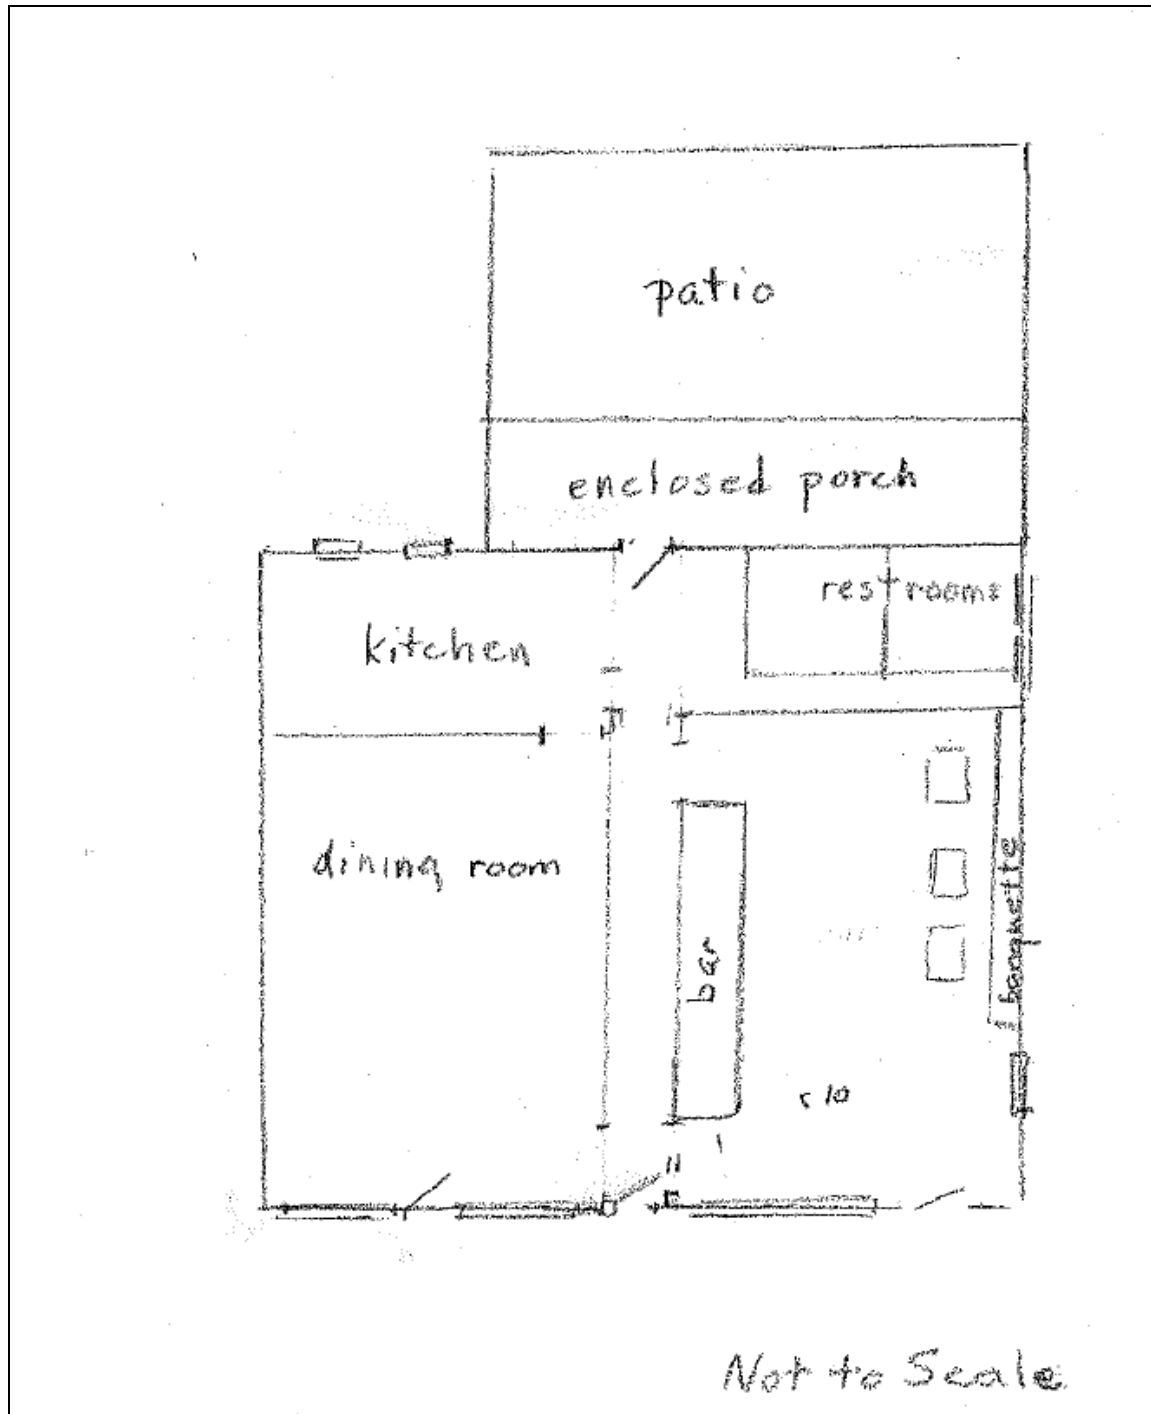 patio
enclosed porch
restrooms
kitchen
dining room
bar
banquette
Not to Scale